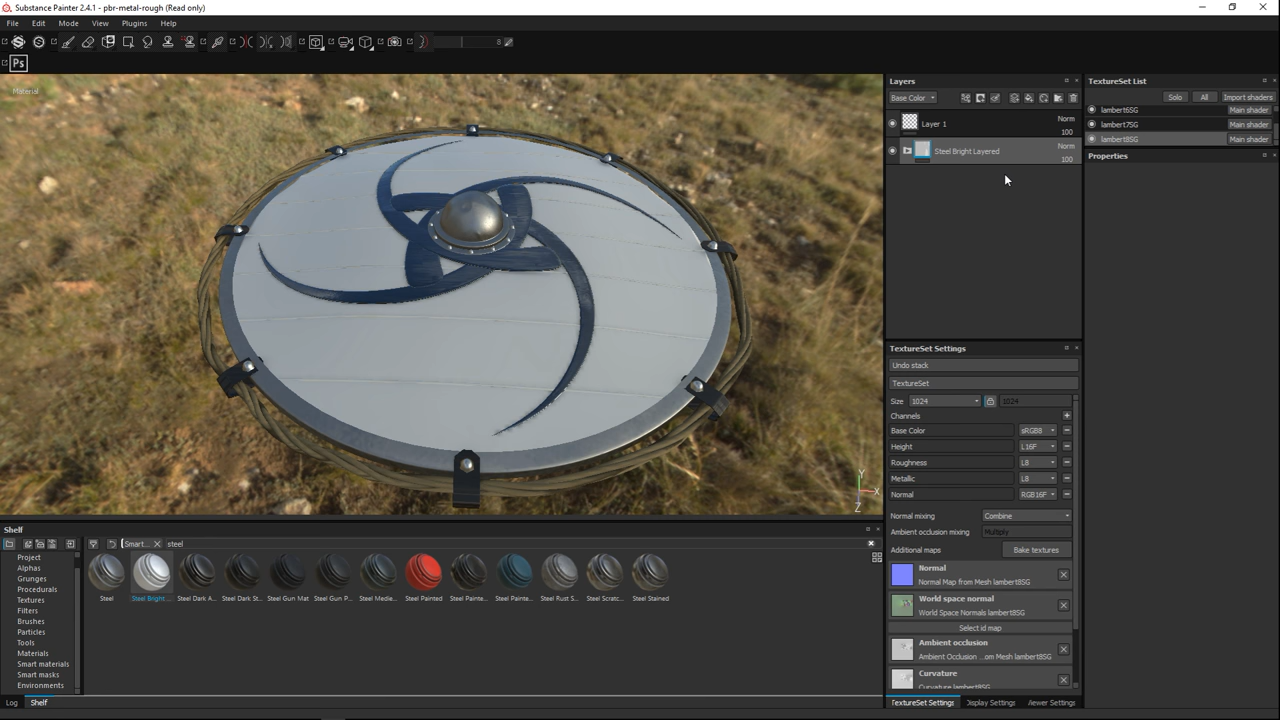 Substance Painter 2.4.1 - pbr-metal-rough (Read only)
File Edit Mode View Plugins Help
8
Ps
Material
Layers
Base Color
Layer 1 Norm 100
Steel Bright Layered Norm 100
TextureSet List
Solo All Import shaders
lambert6SG Main shader
lambert7SG Main shader
lambert8SG Main shader
Properties
TextureSet Settings
Undo stack
TextureSet
Size 1024 1024
Channels
Base Color sRGB8
Height L16F
Roughness L8
Metallic L8
Normal RGB16F
Normal mixing Combine
Ambient occlusion mixing Multiply
Additional maps Bake textures
Normal
Normal Map from Mesh lambert8SG
World space normal
World Space Normals lambert8SG
Select id map
Ambient occlusion
Ambient Occlusion ...om Mesh lambert8SG
Curvature
Curvature lambert8SG
TextureSet Settings Display Settings Viewer Settings
Y
X
Z
Shelf
Smart... steel
Project
Alphas
Grunges
Procedurals
Textures
Filters
Brushes
Particles
Tools
Materials
Smart materials
Smart masks
Environments
Steel Steel Bright... Steel Dark A... Steel Dark St... Steel Gun Mat Steel Gun P... Steel Medie... Steel Painted Steel Painte... Steel Painte... Steel Rust S... Steel Scratc... Steel Stained
Log Shelf